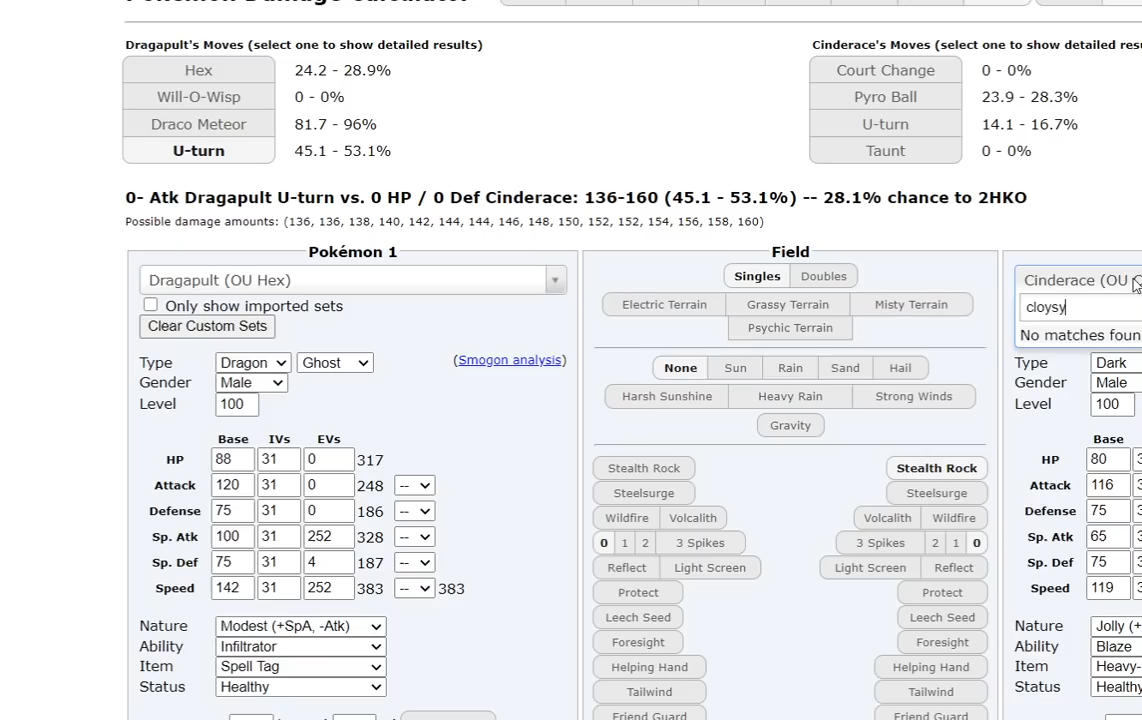 Dragapult's Moves (select one to show detailed results)
Hex 24.2 - 28.9%
Will-O-Wisp 0 - 0%
Draco Meteor 81.7 - 96%
U-turn 45.1 - 53.1%
Cinderace's Moves (select one to show detailed resu
Court Change 0 - 0%
Pyro Ball 23.9 - 28.3%
U-turn 14.1 - 16.7%
Taunt 0 - 0%
0- Atk Dragapult U-turn vs. 0 HP / 0 Def Cinderace: 136-160 (45.1 - 53.1%) -- 28.1% chance to 2HKO
Possible damage amounts: (136, 136, 138, 140, 142, 144, 144, 146, 148, 150, 152, 152, 154, 156, 158, 160)
Pokémon 1
Dragapult (OU Hex)
Only show imported sets
Clear Custom Sets
Type Dragon Ghost (Smogon analysis)
Gender Male
Level 100
Base IVs EVs
HP 88 31 0 317
Attack 120 31 0 248 --
Defense 75 31 0 186 --
Sp. Atk 100 31 252 328 --
Sp. Def 75 31 4 187 --
Speed 142 31 252 383 -- 383
Nature Modest (+SpA, -Atk)
Ability Infiltrator
Item Spell Tag
Status Healthy
Field
Singles Doubles
Electric Terrain Grassy Terrain Misty Terrain
Psychic Terrain
None Sun Rain Sand Hail
Harsh Sunshine Heavy Rain Strong Winds
Gravity
Stealth Rock Stealth Rock
Steelsurge Steelsurge
Wildfire Volcalith Volcalith Wildfire
0 1 2 3 Spikes 3 Spikes 2 1 0
Reflect Light Screen Light Screen Reflect
Protect Protect
Leech Seed Leech Seed
Foresight Foresight
Helping Hand Helping Hand
Tailwind Tailwind
Friend Guard Friend Guard
Cinderace (OU
cloysy
No matches foun
Type Dark
Gender Male
Level 100
Base
HP 80
Attack 116
Defense 75
Sp. Atk 65
Sp. Def 75
Speed 119
Nature Jolly (+
Ability Blaze
Item Heavy-
Status Healthy